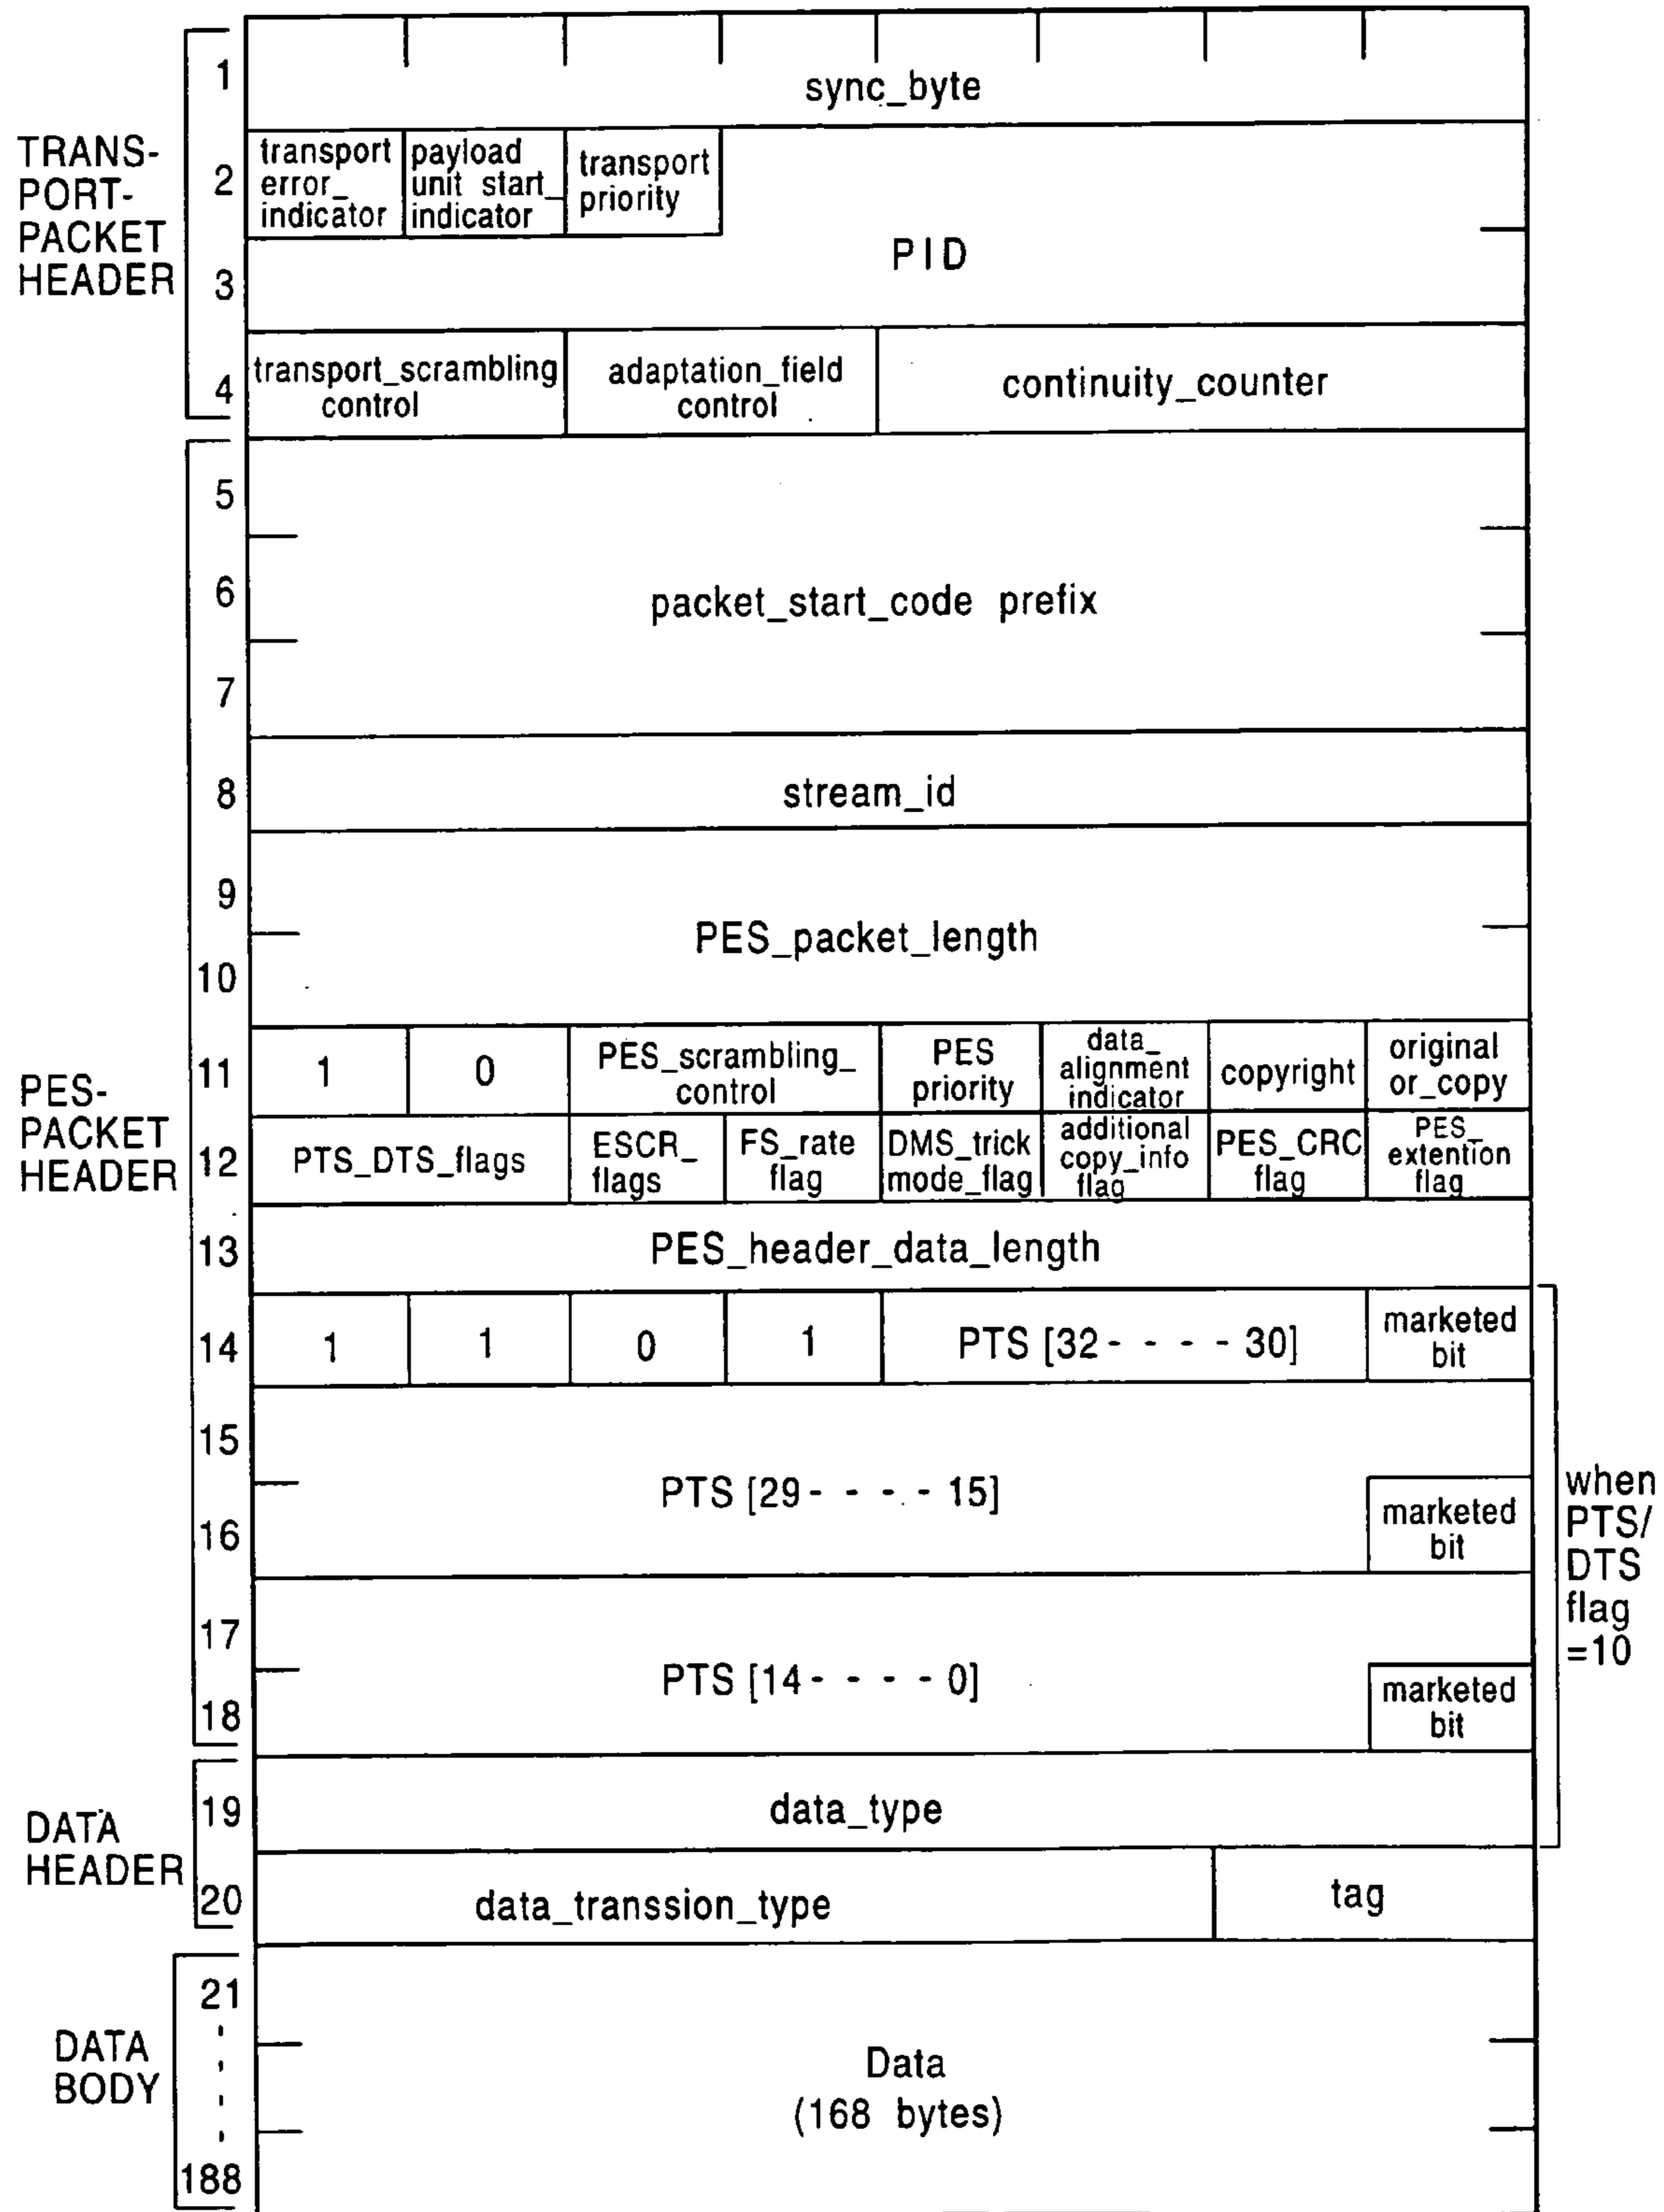 TRANS-
PORT-
PACKET
HEADER
1
sync_byte
2
transport
error_
indicator
payload
unit start_
indicator
transport
priority
3
PID
4
transport_scrambling
control
adaptation_field
control
continuity_counter
PES-
PACKET
HEADER
5
6
packet_start_code prefix
7
8
stream_id
9
PES_packet_length
10
11
1
0
PES_scrambling_
control
PES
priority
data_
alignment
indicator
copyright
original
or_copy
12
PTS_DTS_flags
ESCR_
flags
FS_rate
flag
DMS_trick
mode_flag
additional
copy_info
flag
PES_CRC
flag
PES_
extention
flag
13
PES_header_data_length
14
1
1
0
1
PTS [32- - - - 30]
marketed
bit
15
PTS [29- - - - 15]
16
marketed
bit
17
PTS [14- - - - 0]
18
marketed
bit
when
PTS/
DTS
flag
=10
DATA
HEADER
19
data_type
20
data_transsion_type
tag
DATA
BODY
21
188
Data
(168 bytes)